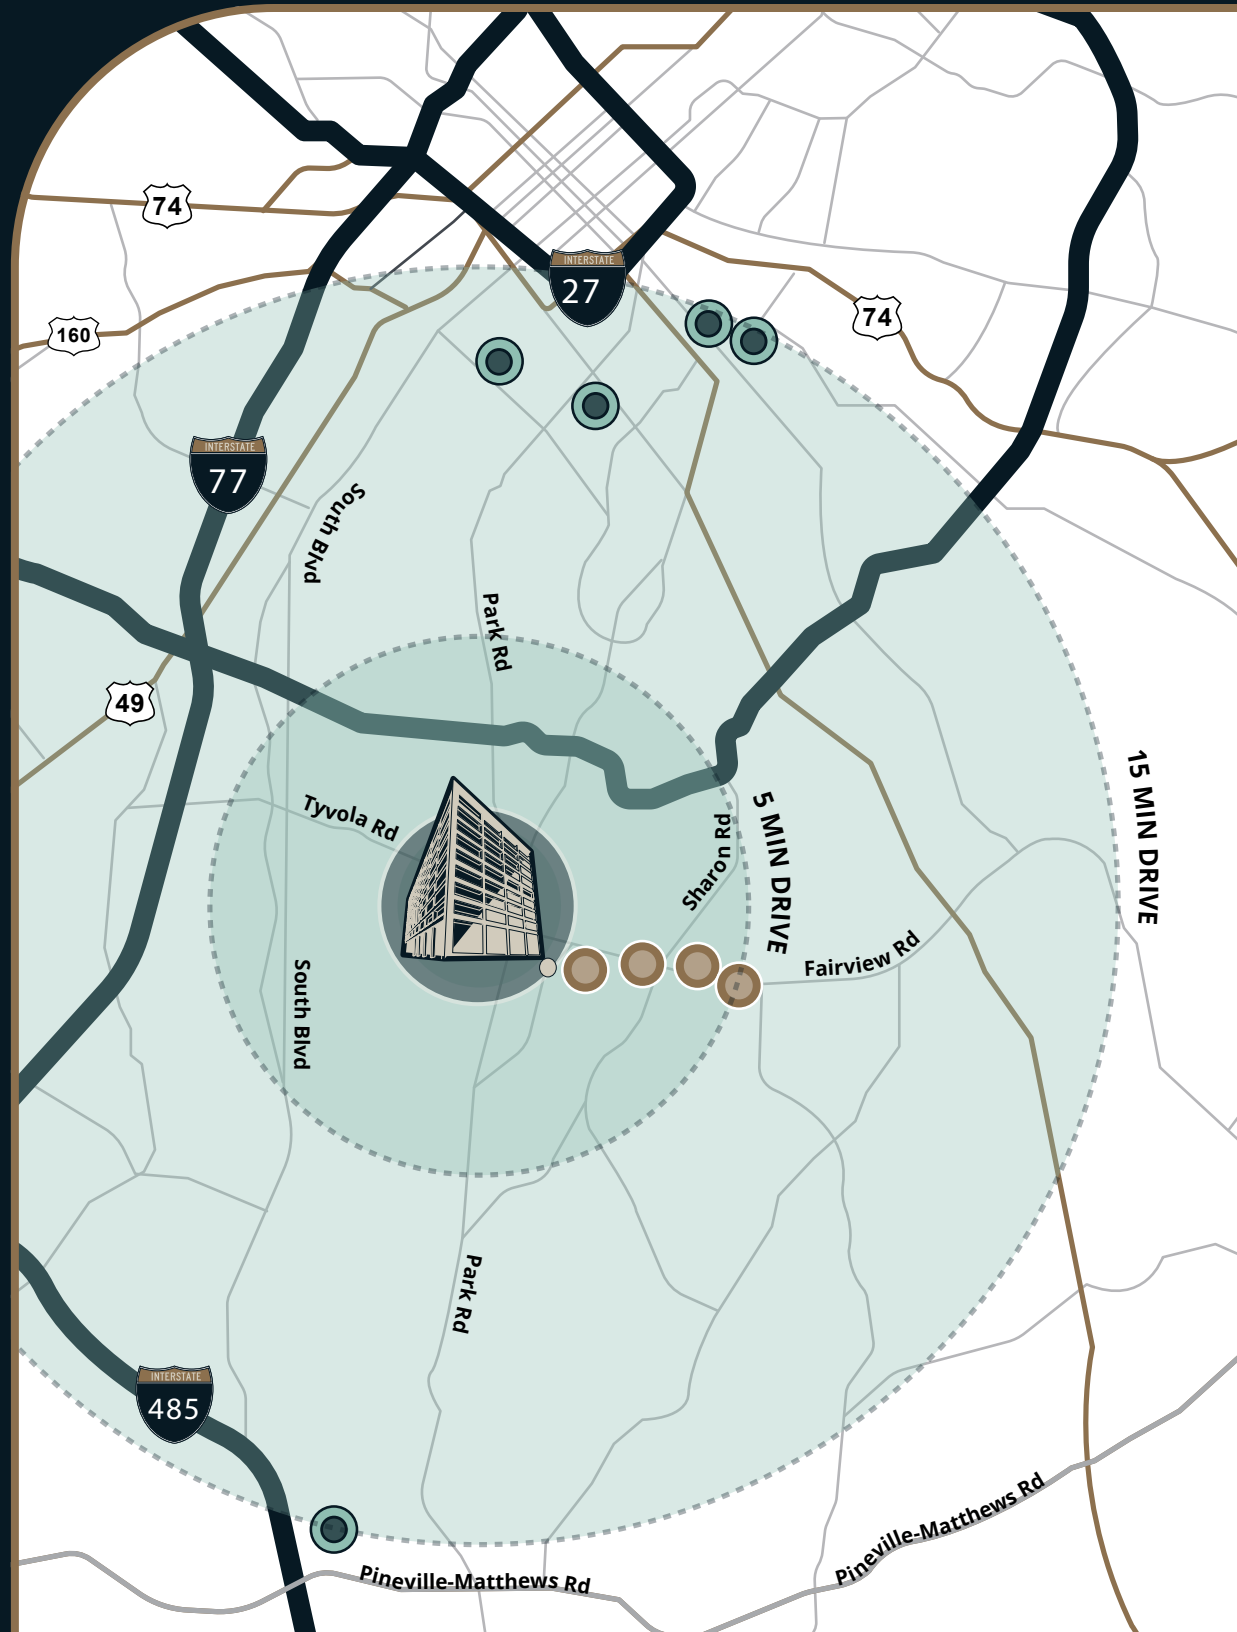 74
INTERSTATE
27
74
160
INTERSTATE
77
South Blvd
Park Rd
49
15 MIN DRIVE
5 MIN DRIVE
Tyvola Rd
Sharon Rd
Fairview Rd
South Blvd
Park Rd
INTERSTATE
485
Pineville-Matthews Rd
Pineville-Matthews Rd